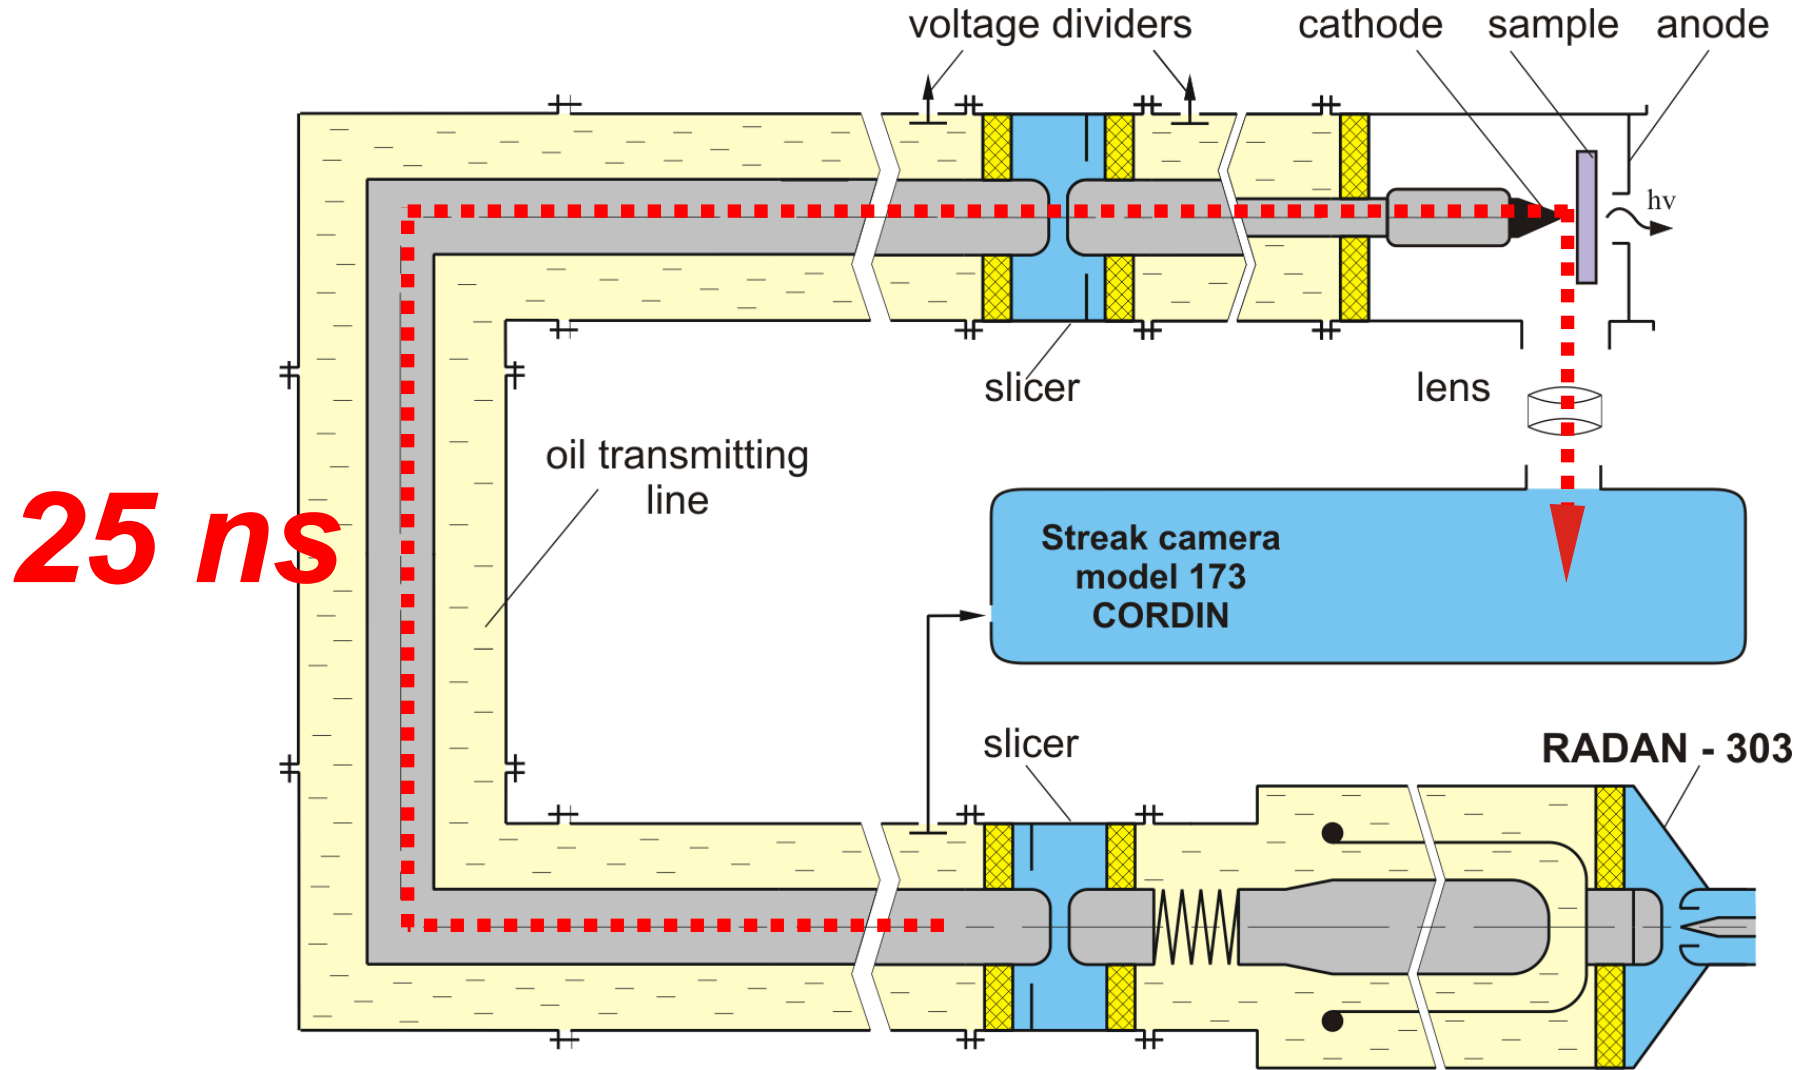 voltage dividers
cathode
sample
anode
hv
slicer
lens
oil transmitting
line
25 ns
Streak camera
model 173
CORDIN
slicer
RADAN - 303